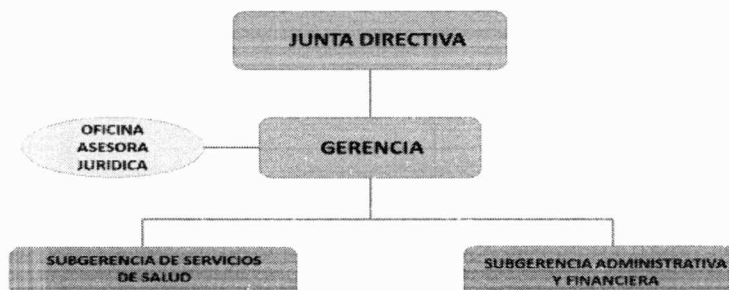 JUNTA DIRECTIVA
OFICINA
ASESORA
JURIDICA
GERENCIA
SUBGERENCIA DE SERVICIOS
DE SALUD
SUBGERENCIA ADMINISTRATIVA
Y FINANCIERA